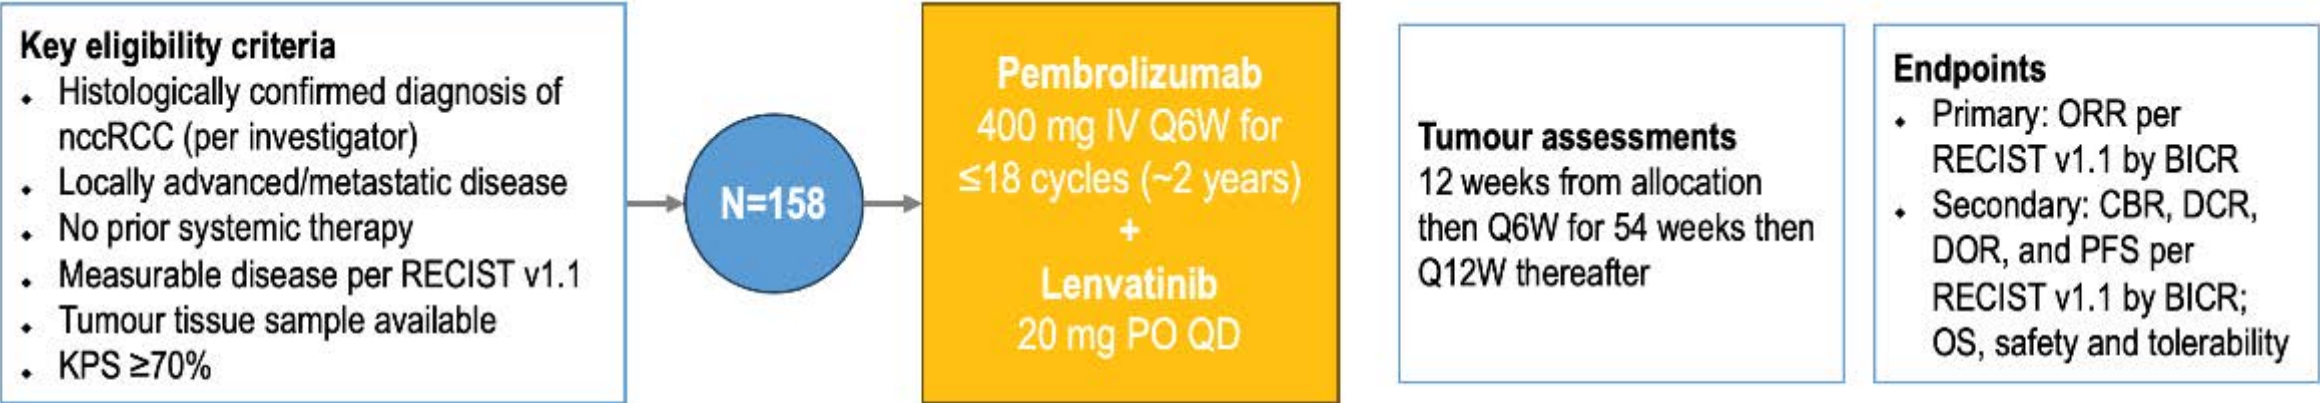 Key eligibility criteria
• Histologically confirmed diagnosis of
nccRCC (per investigator)
• Locally advanced/metastatic disease
• No prior systemic therapy
• Measurable disease per RECIST v1.1
• Tumour tissue sample available
• KPS ≥70%
N=158
Pembrolizumab
400 mg IV Q6W for
≤18 cycles (~2 years)
+
Lenvatinib
20 mg PO QD
Tumour assessments
12 weeks from allocation
then Q6W for 54 weeks then
Q12W thereafter
Endpoints
• Primary: ORR per
RECIST v1.1 by BICR
• Secondary: CBR, DCR,
DOR, and PFS per
RECIST v1.1 by BICR;
OS, safety and tolerability